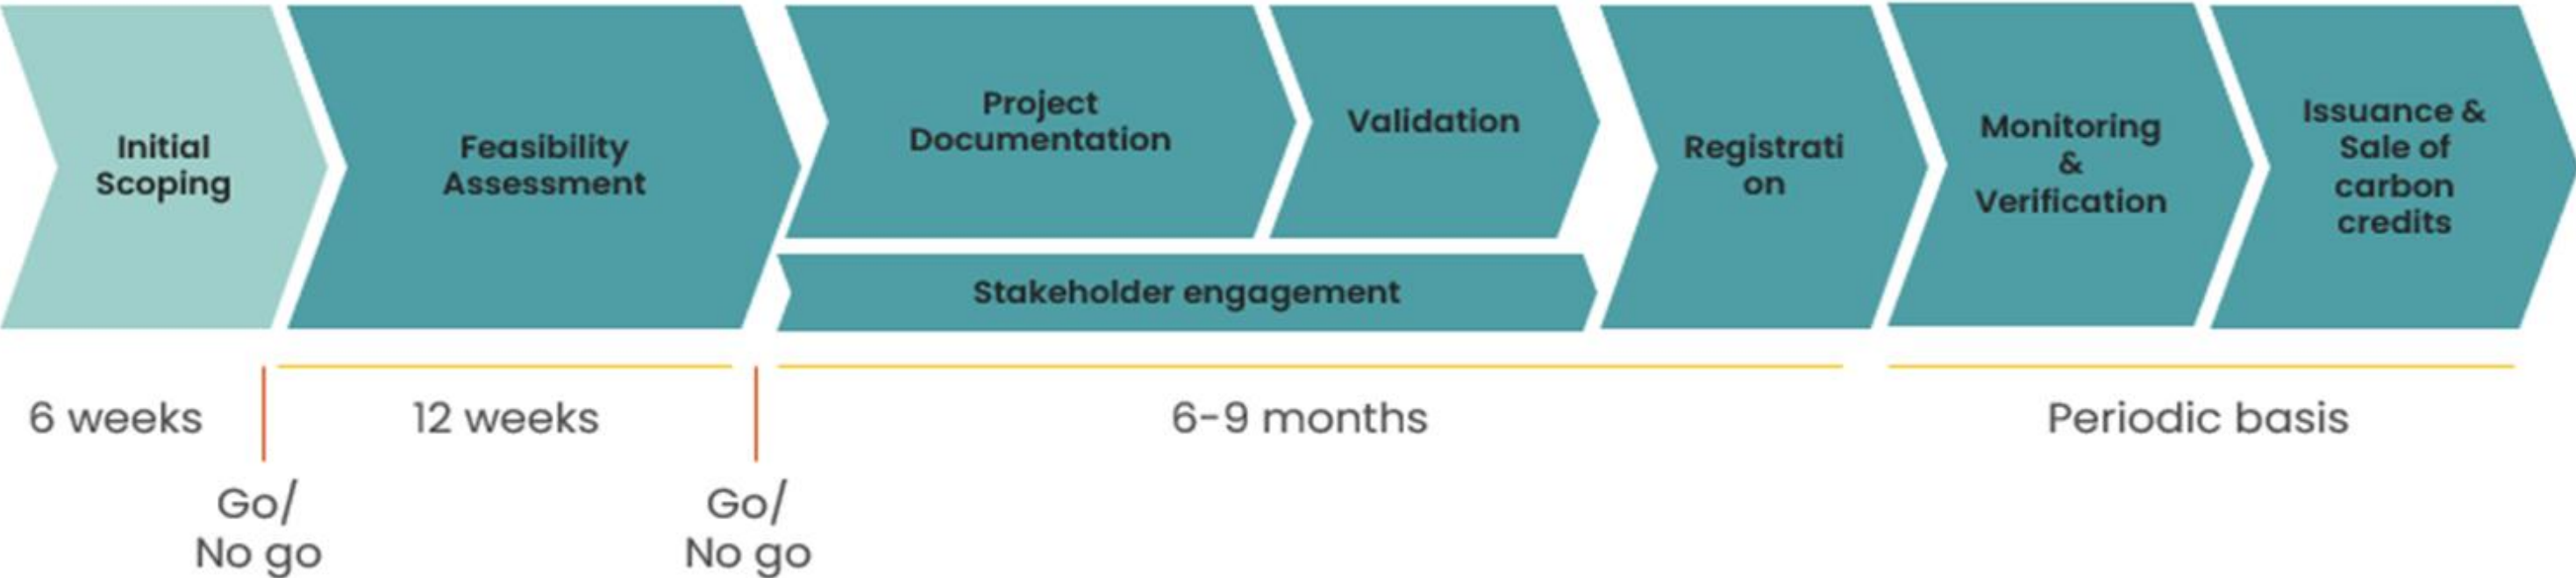 Initial
Scoping
Feasibility
Assessment
Project
Documentation
Validation
Stakeholder engagement
Registrati
on
Monitoring
&
Verification
Issuance &
Sale of
carbon
credits
6 weeks
Go/
No go
12 weeks
Go/
No go
6-9 months
Periodic basis